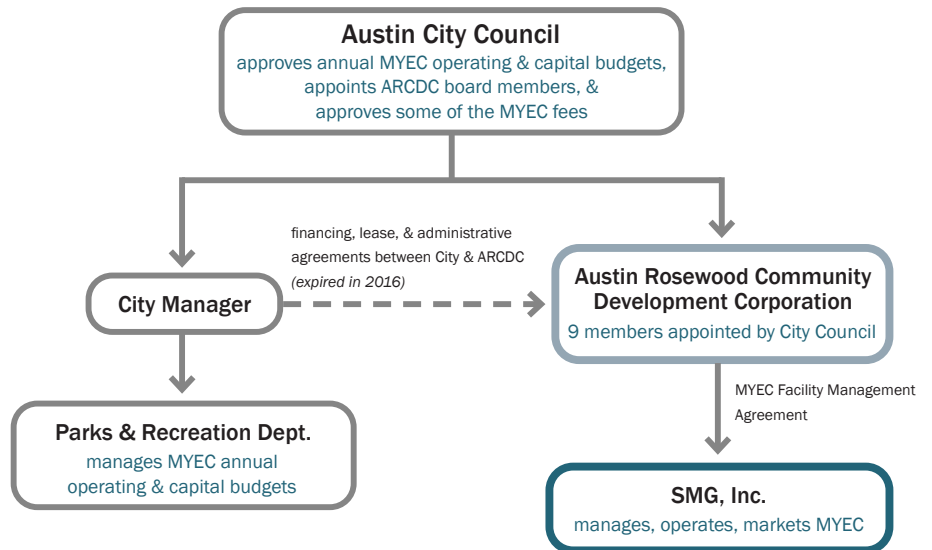 Austin City Council
approves annual MYEC operating & capital budgets,
appoints ARCDC board members, &
approves some of the MYEC fees
financing, lease, & administrative
agreements between City & ARCDC
(expired in 2016)
City Manager
Austin Rosewood Community
Development Corporation
9 members appointed by City Council
MYEC Facility Management
Agreement
Parks & Recreation Dept.
manages MYEC annual
operating & capital budgets
SMG, Inc.
manages, operates, markets MYEC